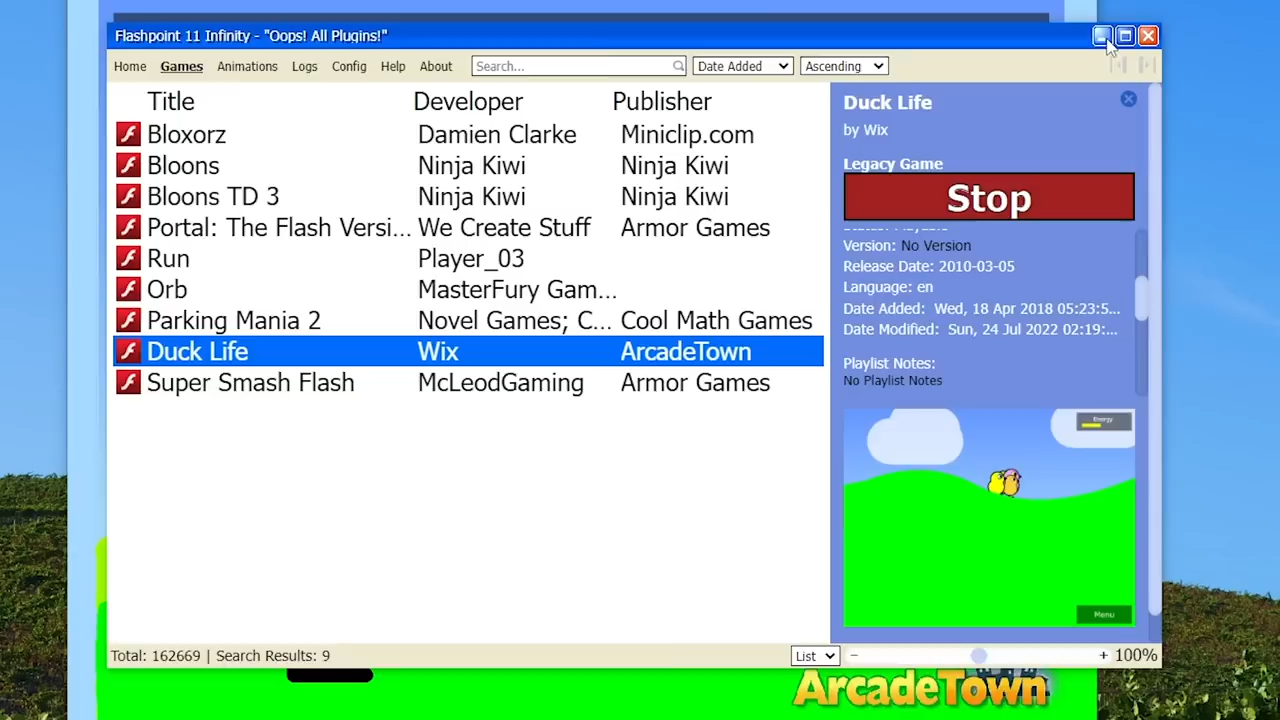 Flashpoint 11 Infinity - "Oops! All Plugins!"
Home Games Animations Logs Config Help About Search... Date Added Ascending
Title Developer Publisher
Bloxorz Damien Clarke Miniclip.com
Bloons Ninja Kiwi Ninja Kiwi
Bloons TD 3 Ninja Kiwi Ninja Kiwi
Portal: The Flash Versi... We Create Stuff Armor Games
Run Player_03
Orb MasterFury Gam...
Parking Mania 2 Novel Games; C... Cool Math Games
Duck Life Wix ArcadeTown
Super Smash Flash McLeodGaming Armor Games
Duck Life
by Wix
Legacy Game
Stop
Version: No Version
Release Date: 2010-03-05
Language: en
Date Added: Wed, 18 Apr 2018 05:23:5...
Date Modified: Sun, 24 Jul 2022 02:19:...
Playlist Notes:
No Playlist Notes
Energy
Menu
Total: 162669 | Search Results: 9
List − + 100%
ArcadeTown